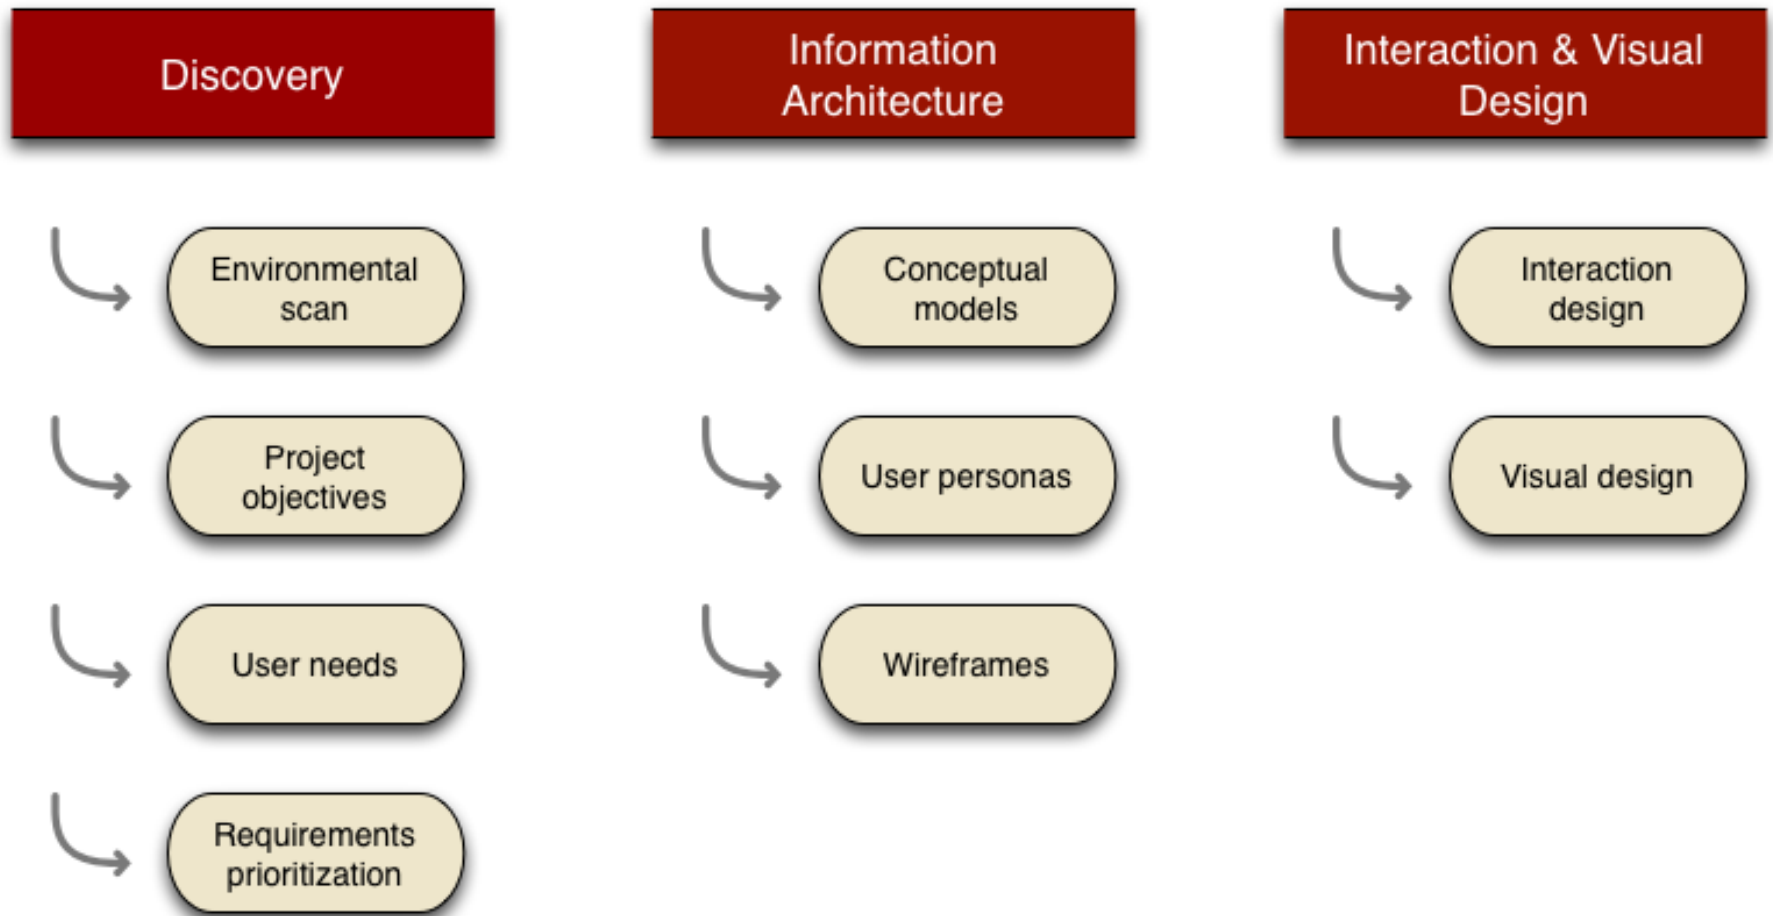 Discovery
Environmental
scan
Project
objectives
User needs
Requirements
prioritization
Information
Architecture
Conceptual
models
User personas
Wireframes
Interaction & Visual
Design
Interaction
design
Visual design